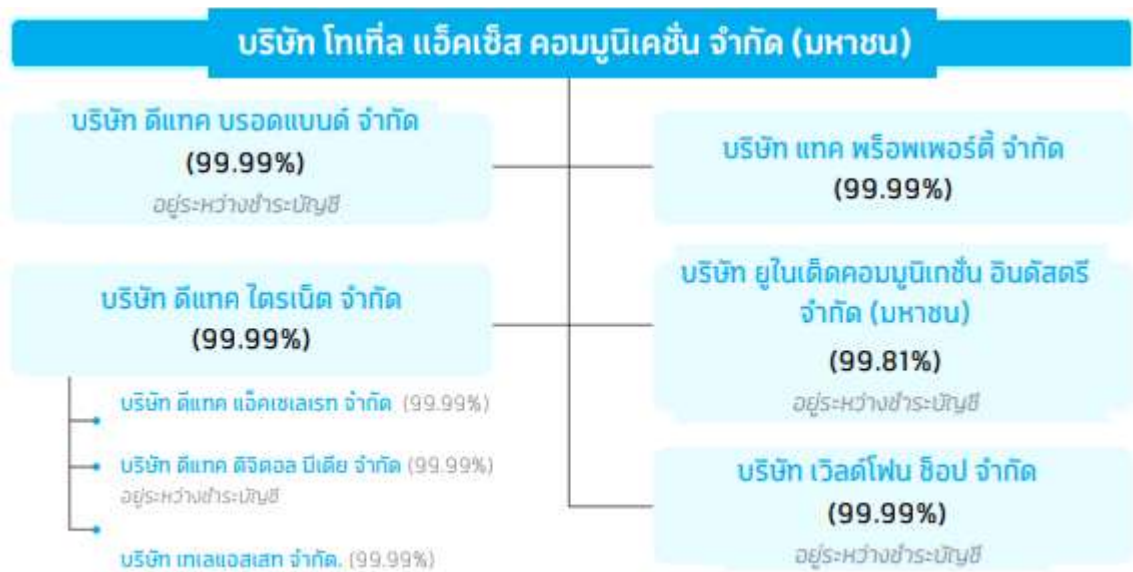 บริษัท โทเทิ่ล แอ็คเซ็ส คอมมูนิเคชั่น จำกัด (มหาชน)
บริษัท ดีแทค บรอดแบนด์ จำกัด
(99.99%)
อยู่ระหว่างชำระบัญชี
บริษัท แทค พร็อพเพอร์ตี้ จำกัด
(99.99%)
บริษัท ดีแทค ไตรเน็ต จำกัด
(99.99%)
บริษัท ยูไนเต็ดคอมมูนิเกชั่น อินดัสตรี
จำกัด (มหาชน)
(99.81%)
อยู่ระหว่างชำระบัญชี
บริษัท ดีแทค แอ็คเซเลเรท จำกัด (99.99%)
บริษัท ดีแทค ดิจิตอล มีเดีย จำกัด (99.99%)
อยู่ระหว่างชำระบัญชี
บริษัท เทเลแอสเสท จำกัด. (99.99%)
บริษัท เวิลด์โฟน ช็อป จำกัด
(99.99%)
อยู่ระหว่างชำระบัญชี